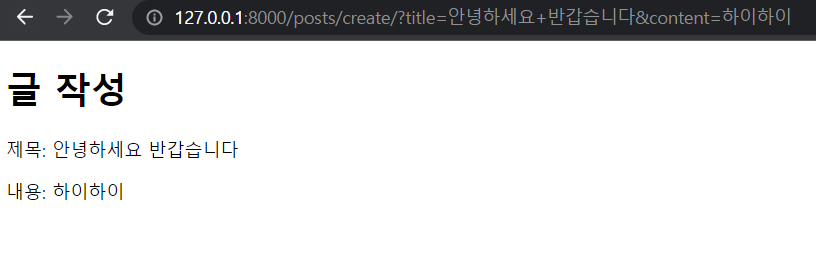 127.0.0.1:8000/posts/create/?title=안녕하세요+반갑습니다&content=하이하이
글 작성
제목: 안녕하세요 반갑습니다
내용: 하이하이